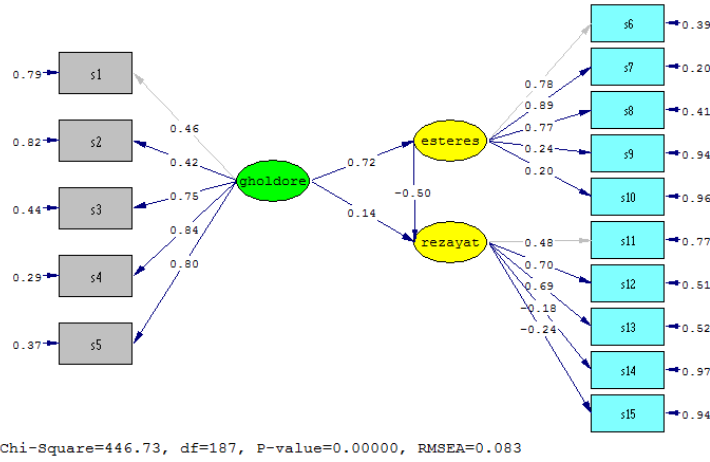 0.79 s1
0.82 s2
0.44 s3
0.29 s4
0.37 s5
0.46
0.42
0.75
0.84
0.80
gholdore
0.72
0.14
esteres
-0.50
rezayat
0.78
0.89
0.77
0.24
0.20
0.48
0.70
0.69
-0.18
-0.24
s6 0.39
s7 0.20
s8 0.41
s9 0.94
s10 0.96
s11 0.77
s12 0.51
s13 0.52
s14 0.97
s15 0.94
Chi-Square=446.73, df=187, P-value=0.00000, RMSEA=0.083